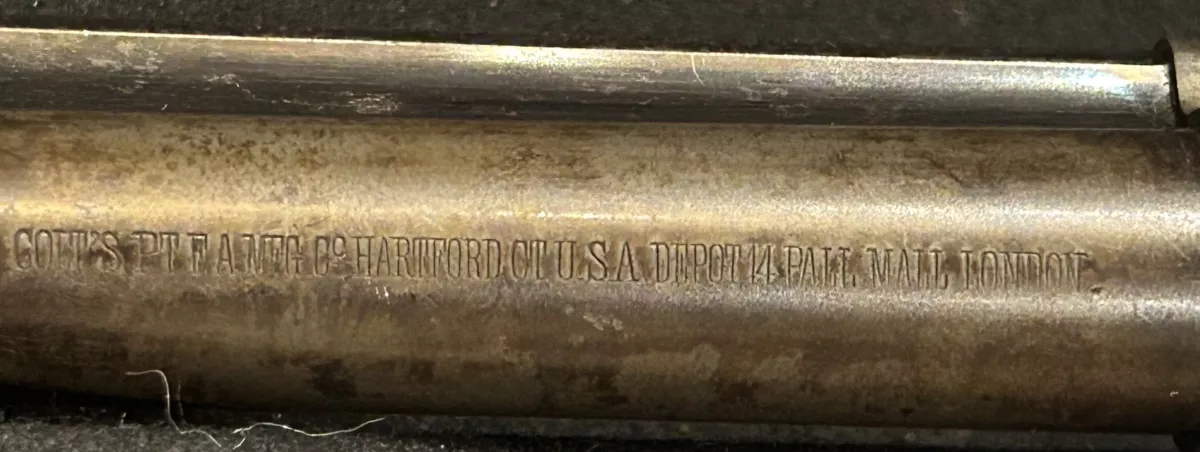 COLT'S PT F A MFG Cº HARTFORD CT U.S.A. DEPOT 14 PALL MALL LONDON.